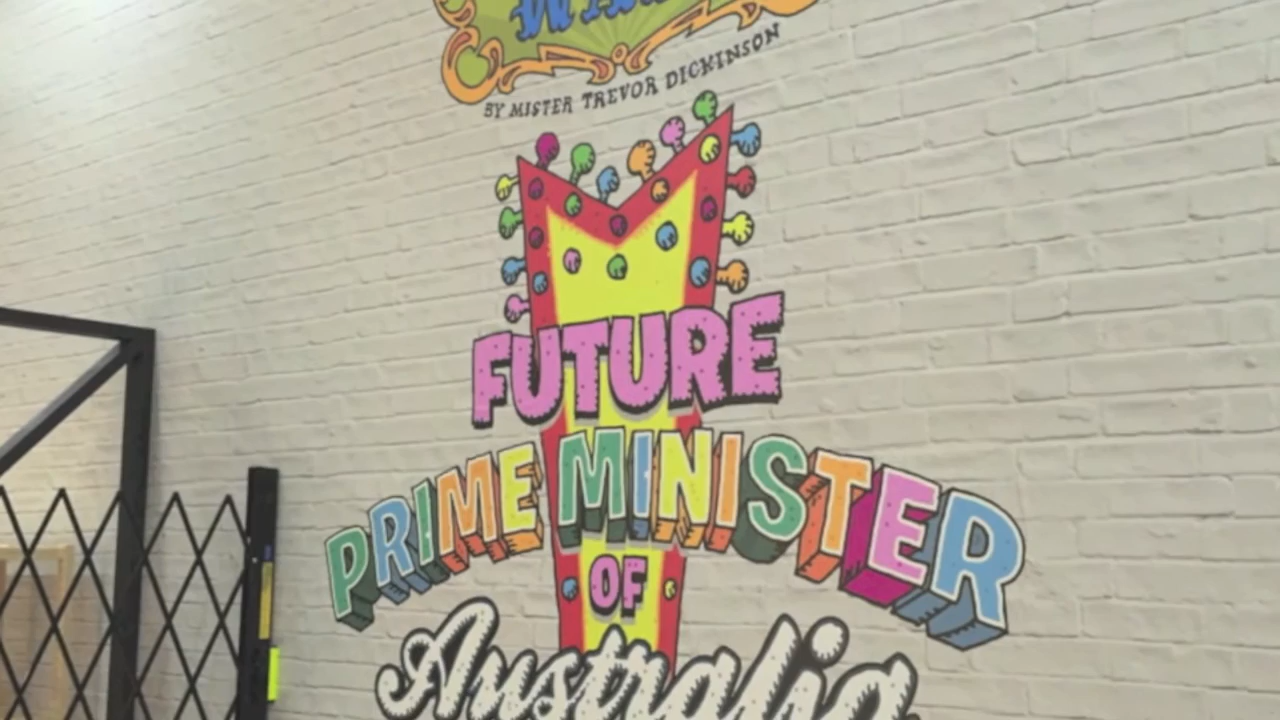 BY MISTER TREVOR DICKINSON
FUTURE
PRIME MINISTER
OF
Australia